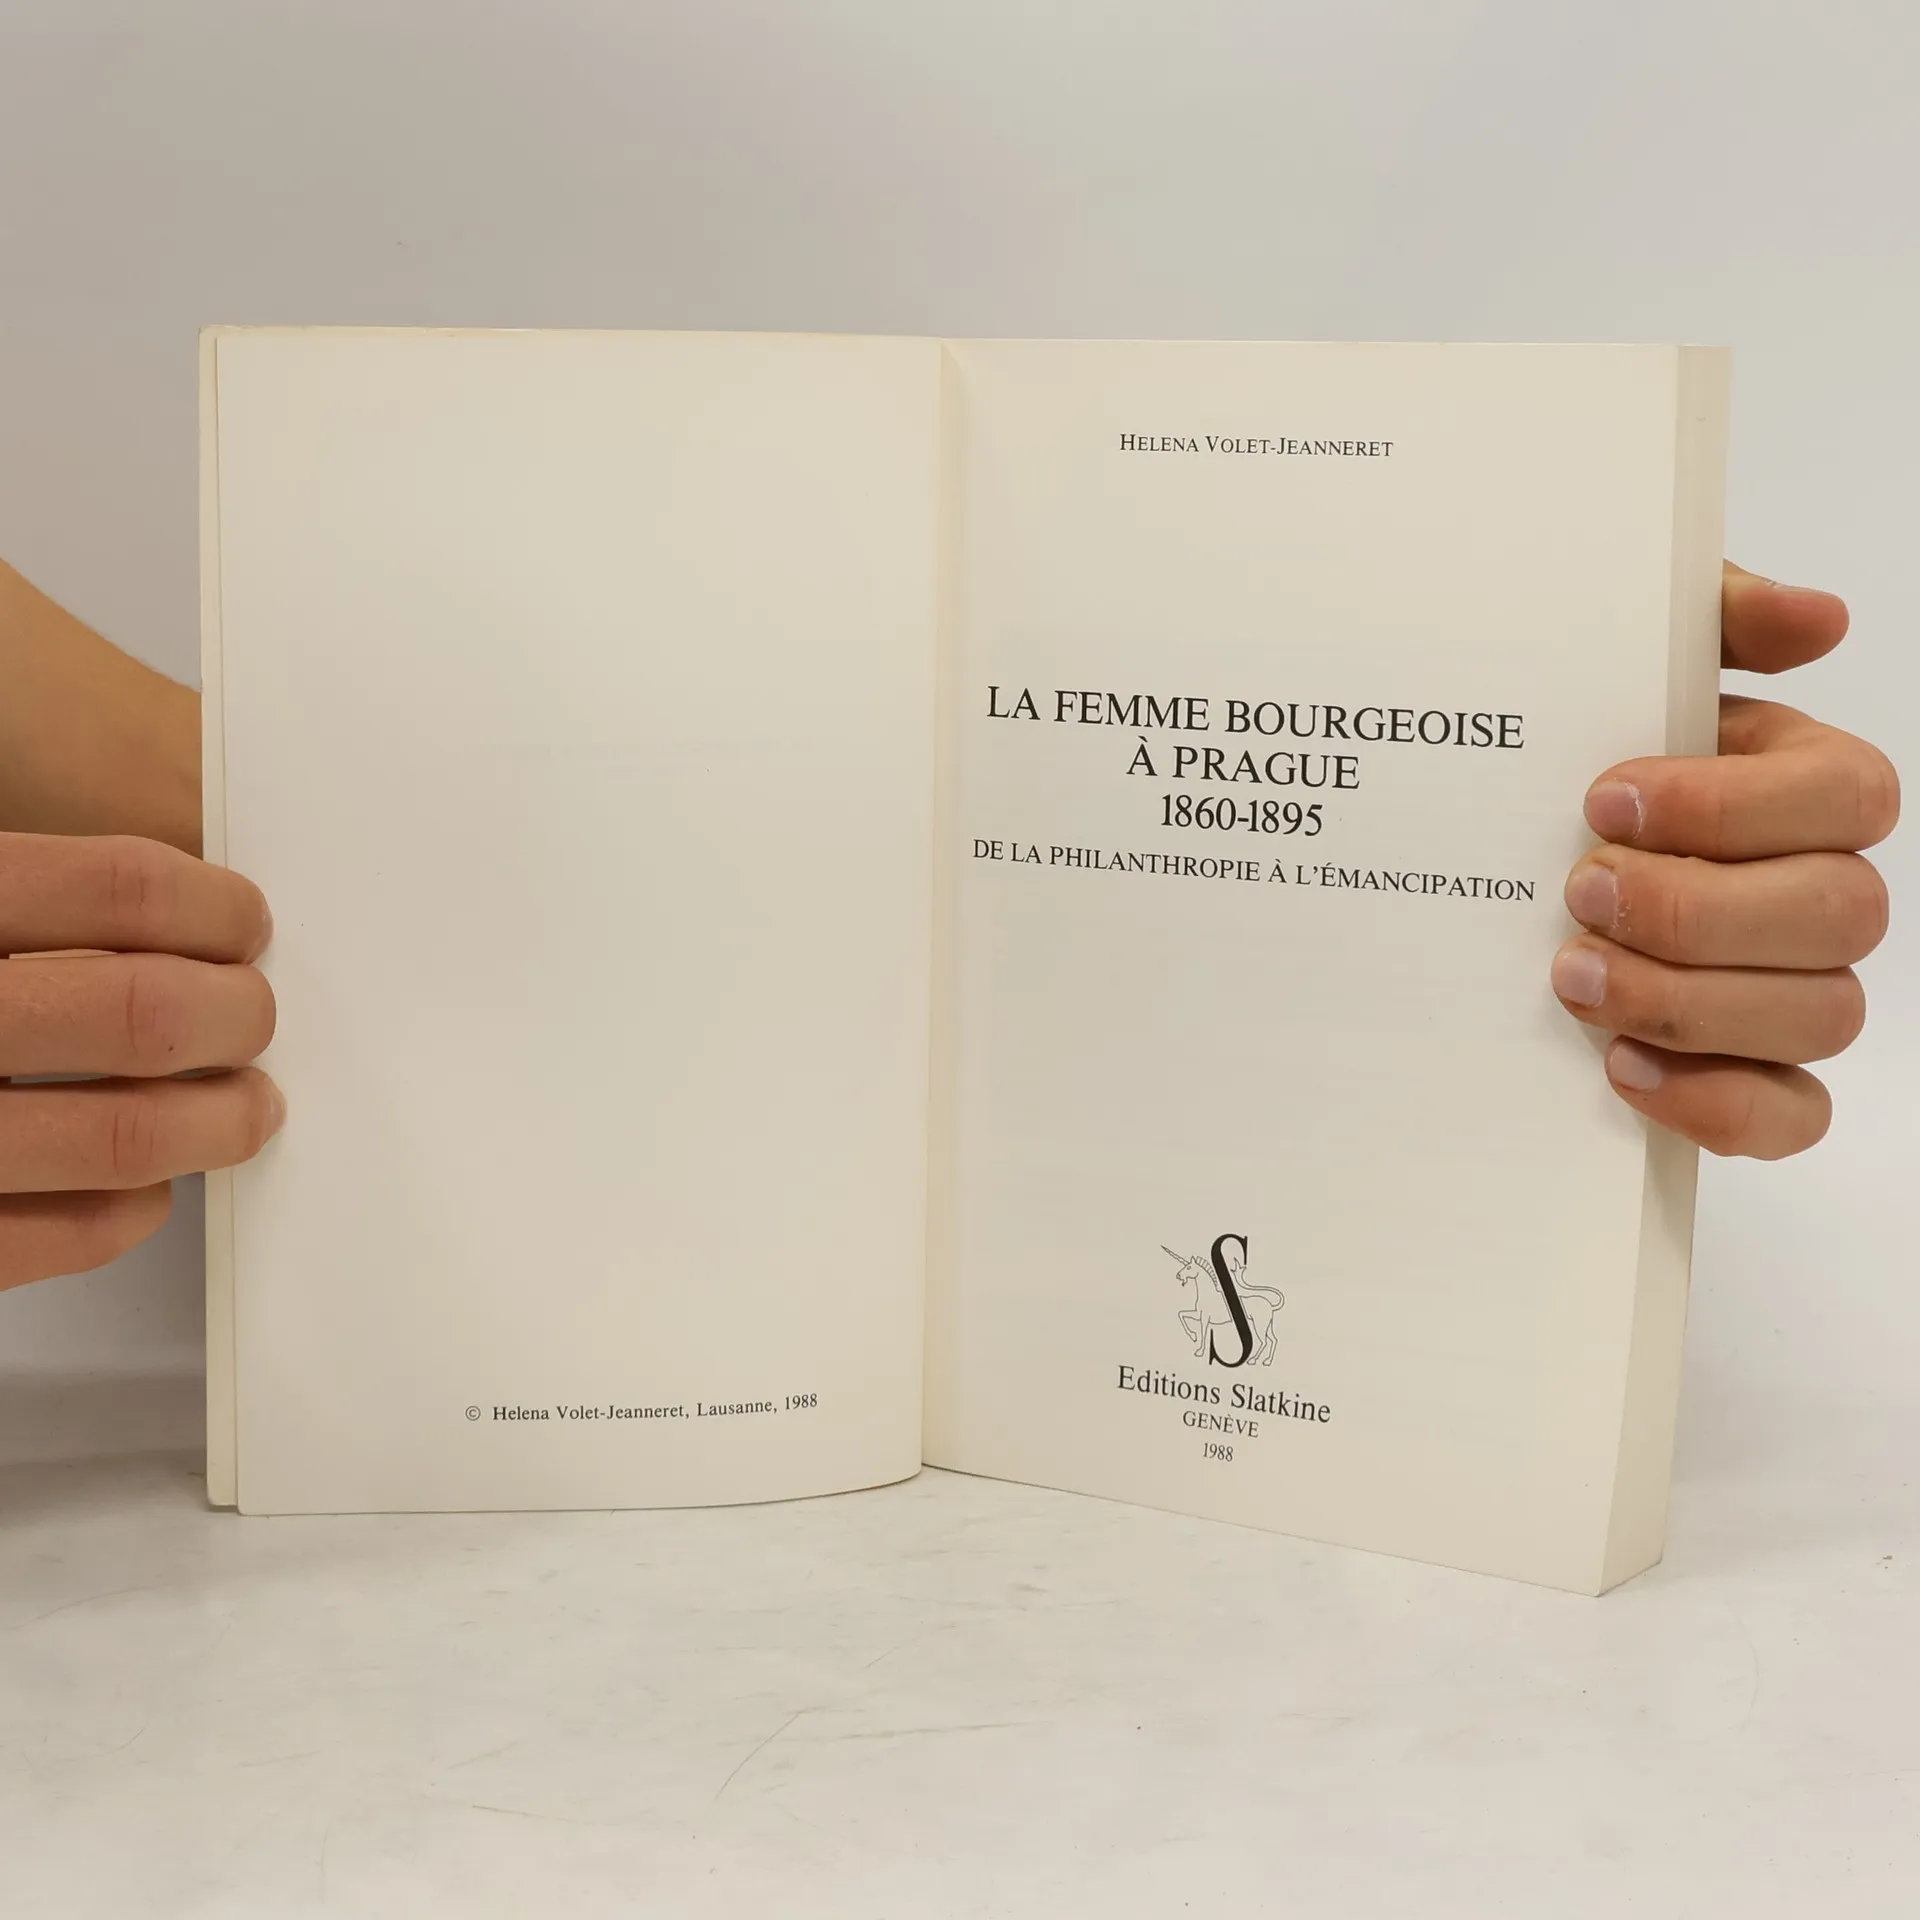 © Helena Volet-Jeanneret, Lausanne, 1988
HELENA VOLET-JEANNERET
LA FEMME BOURGEOISE
À PRAGUE
1860-1895
DE LA PHILANTHROPIE À L'ÉMANCIPATION
S
Editions Slatkine
GENÈVE
1988